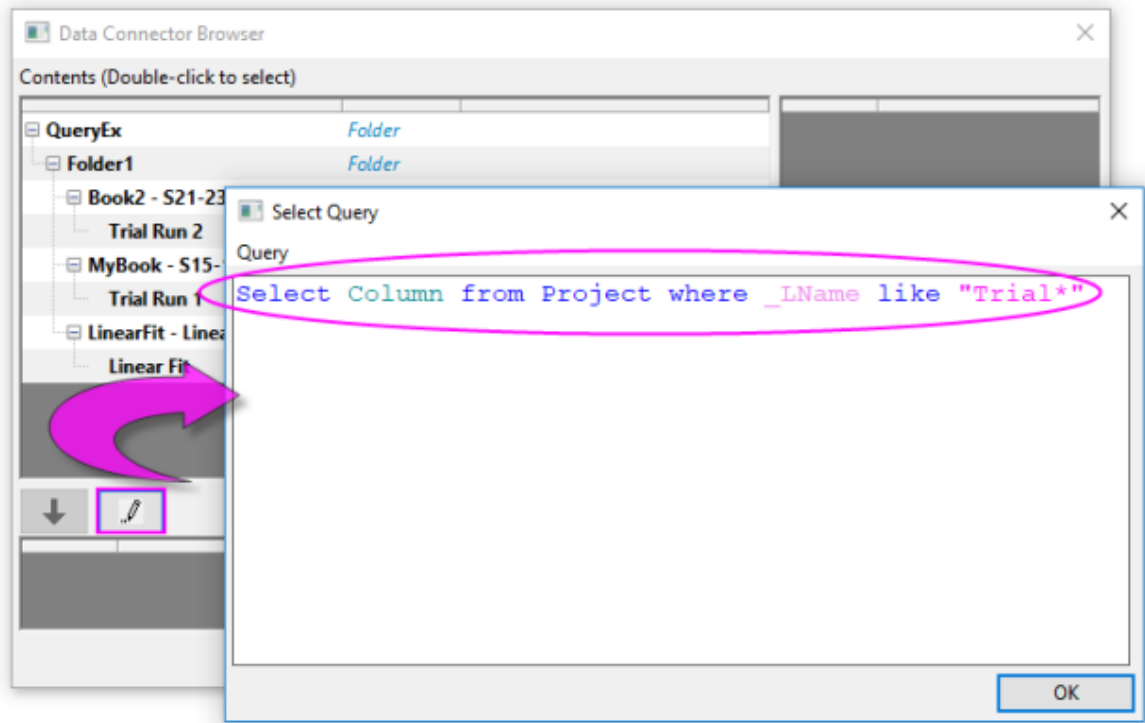 Data Connector Browser
Contents (Double-click to select)
QueryEx Folder
Folder1 Folder
Book2 - S21-23
Trial Run 2
MyBook - S15-
Trial Run 1
LinearFit - Linea
Linear Fit
Select Query
Query
Select Column from Project where _LName like "Trial*"
OK